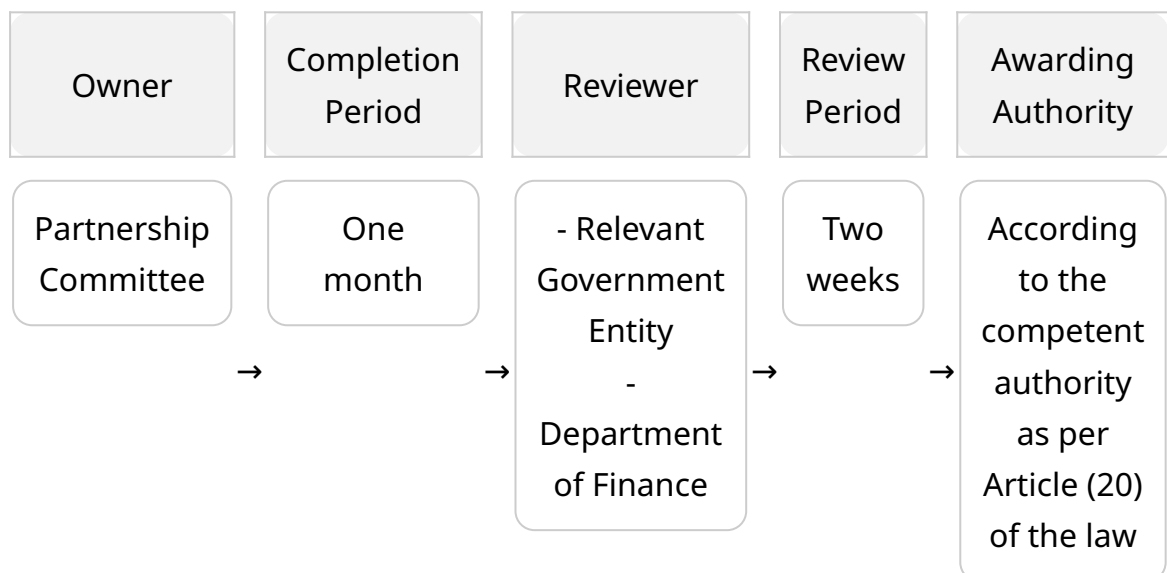 Owner
Completion
Period
Reviewer
Review
Period
Awarding
Authority
Partnership
Committee
→
One
month
→
- Relevant
Government
Entity
-
Department
of Finance
→
Two
weeks
→
According
to the
competent
authority
as per
Article (20)
of the law